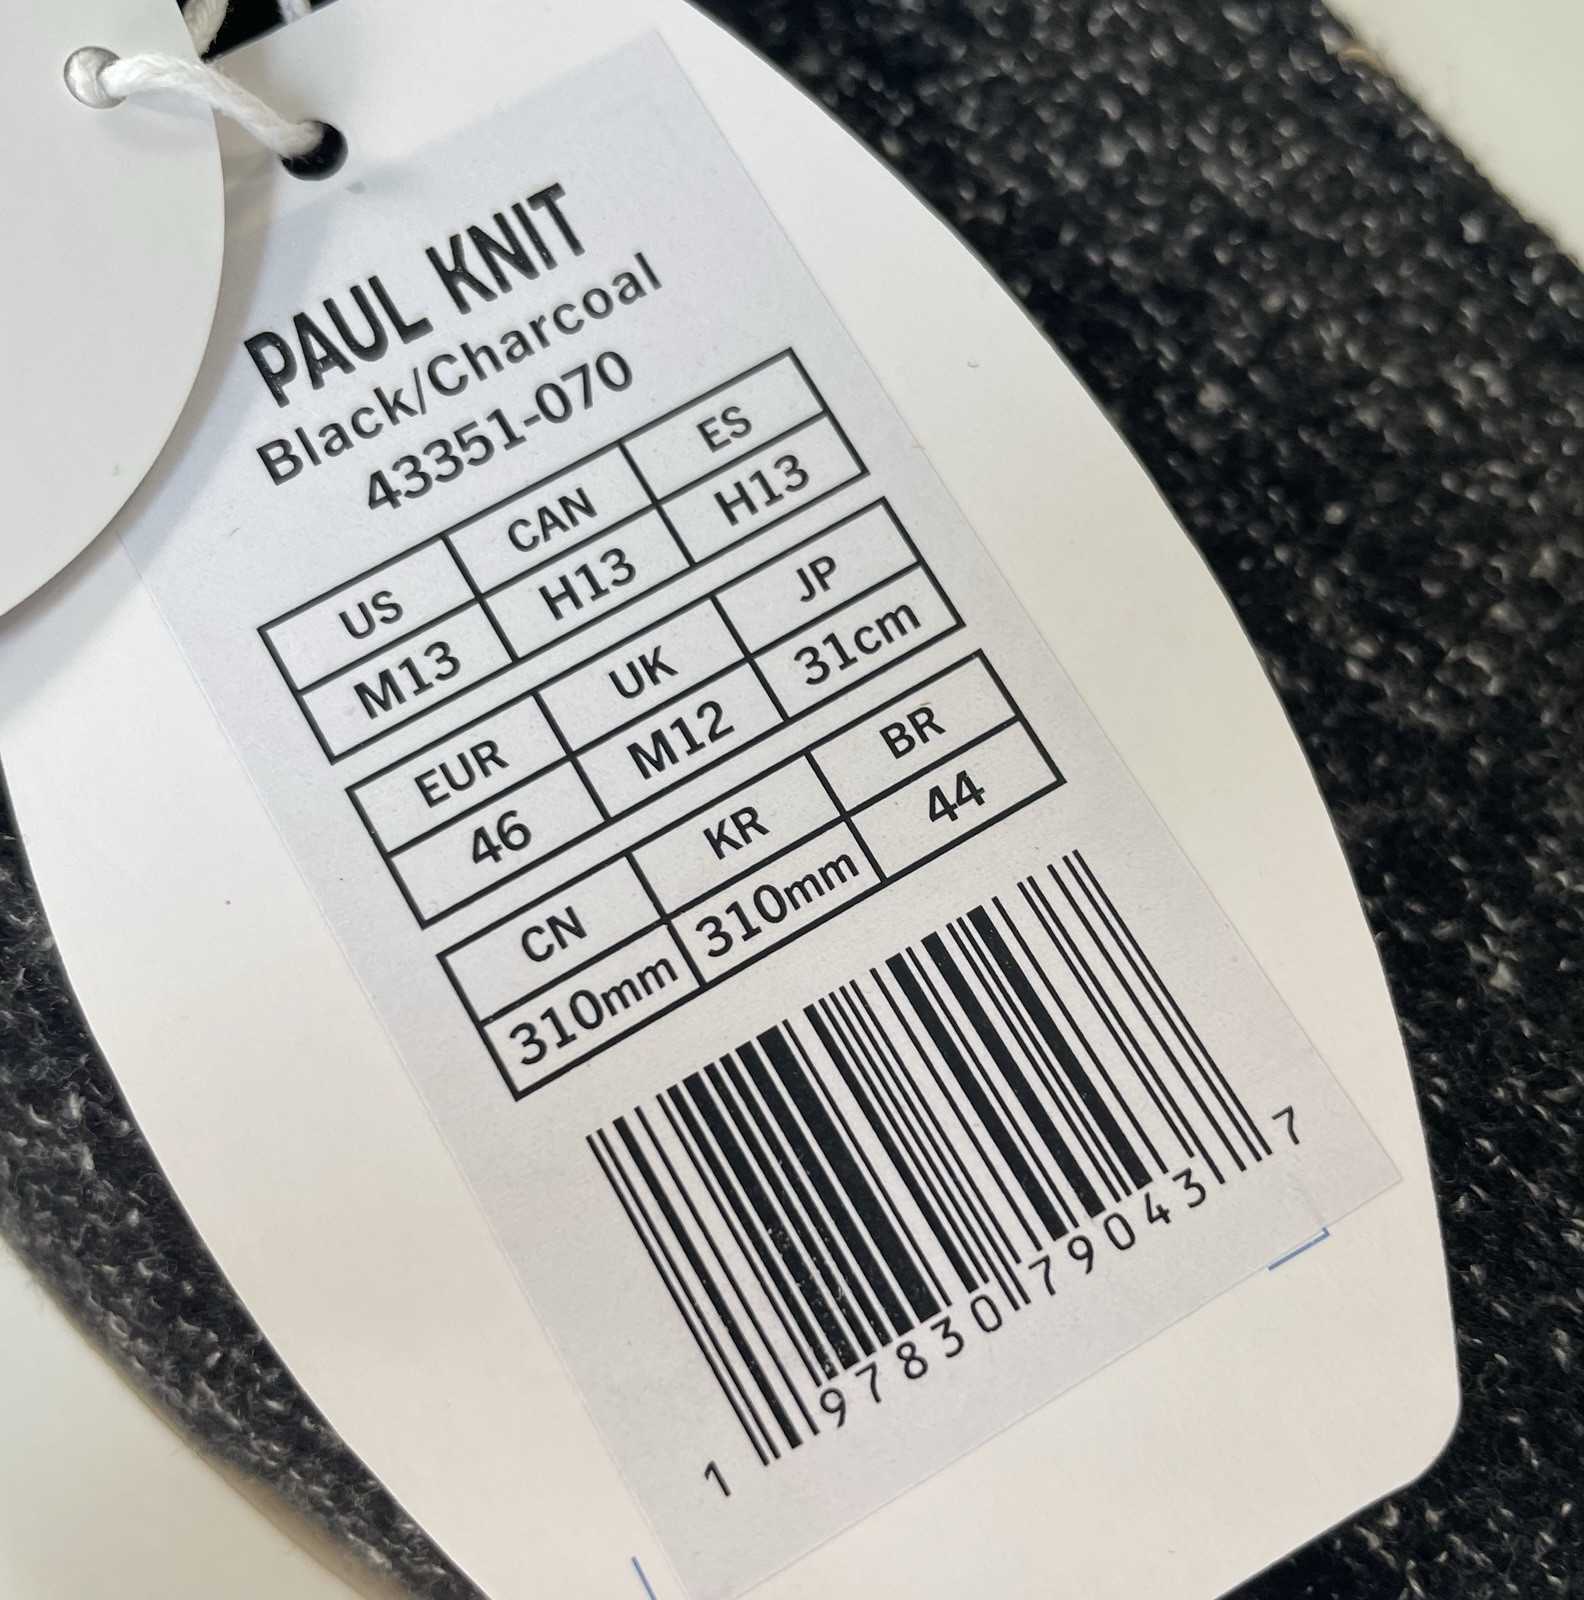 PAUL KNIT
Black/Charcoal
43351-070
US CAN ES
M13 H13 H13
EUR UK JP
46 M12 31cm
CN KR BR
310mm 310mm 44
1 97830 79043 7